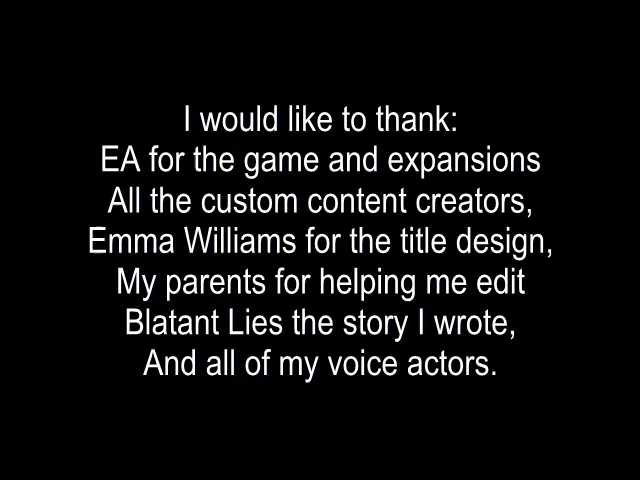 I would like to thank:
EA for the game and expansions
All the custom content creators,
Emma Williams for the title design,
My parents for helping me edit
Blatant Lies the story I wrote,
And all of my voice actors.